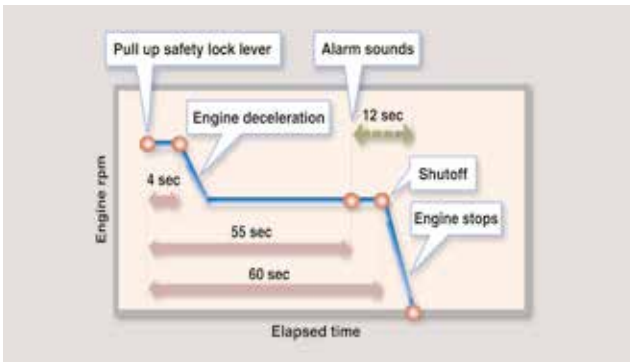 Pull up safety lock lever
Alarm sounds
Engine deceleration
12 sec
4 sec
Shutoff
Engine stops
55 sec
60 sec
Engine rpm
Elapsed time